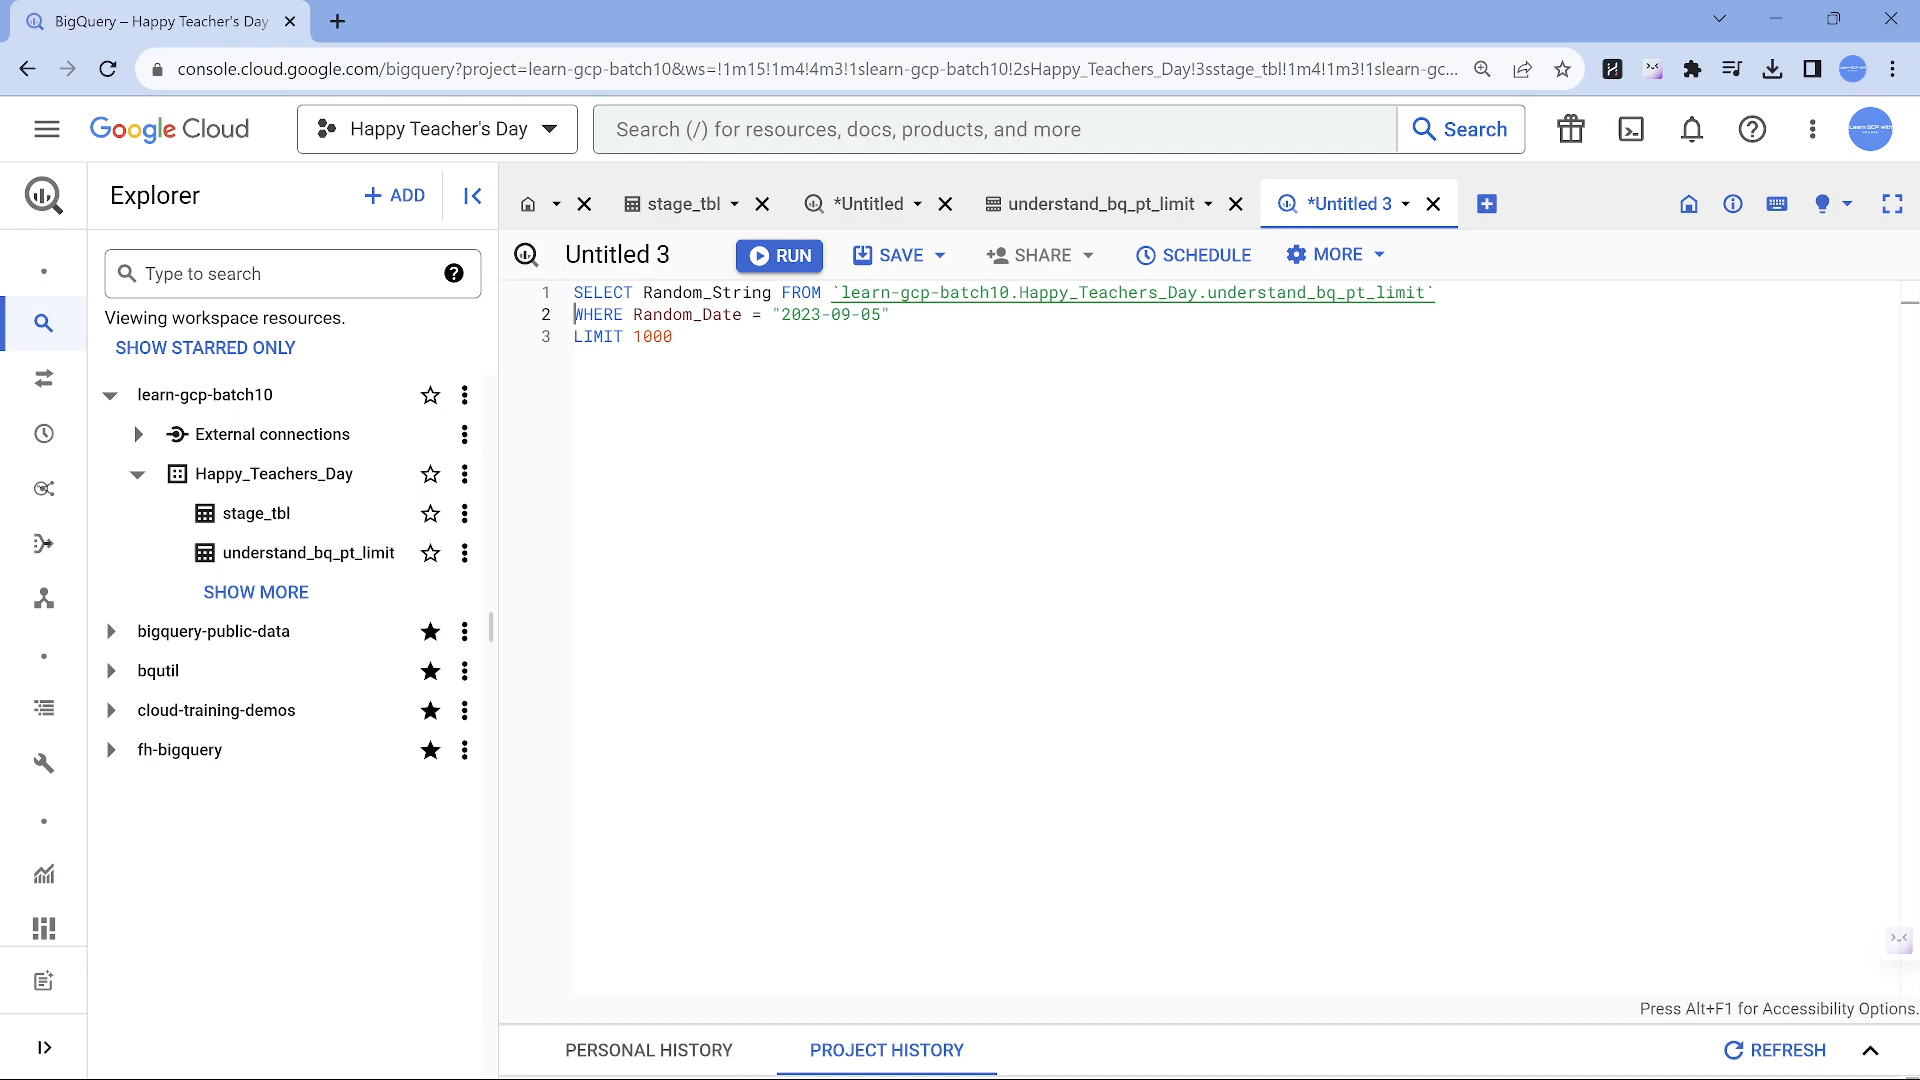 BigQuery – Happy Teacher's Day
console.cloud.google.com/bigquery?project=learn-gcp-batch10&ws=!1m15!1m4!4m3!1slearn-gcp-batch10!2sHappy_Teachers_Day!3sstage_tbl!1m4!1m3!1slearn-gc...
Google Cloud
Happy Teacher's Day
Search (/) for resources, docs, products, and more
Search
Explorer
+ ADD
stage_tbl
*Untitled
understand_bq_pt_limit
*Untitled 3
Untitled 3
RUN
SAVE
SHARE
SCHEDULE
MORE
Type to search
Viewing workspace resources.
SHOW STARRED ONLY
learn-gcp-batch10
External connections
Happy_Teachers_Day
stage_tbl
understand_bq_pt_limit
SHOW MORE
bigquery-public-data
bqutil
cloud-training-demos
fh-bigquery
1 SELECT Random_String FROM `learn-gcp-batch10.Happy_Teachers_Day.understand_bq_pt_limit`
2 WHERE Random_Date = "2023-09-05"
3 LIMIT 1000
Press Alt+F1 for Accessibility Options.
PERSONAL HISTORY
PROJECT HISTORY
REFRESH